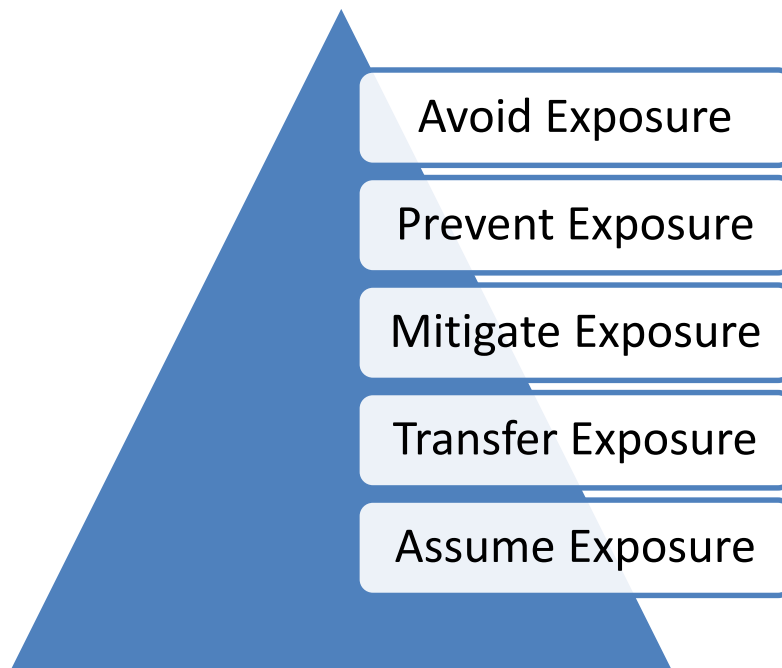 Avoid Exposure
Prevent Exposure
Mitigate Exposure
Transfer Exposure
Assume Exposure